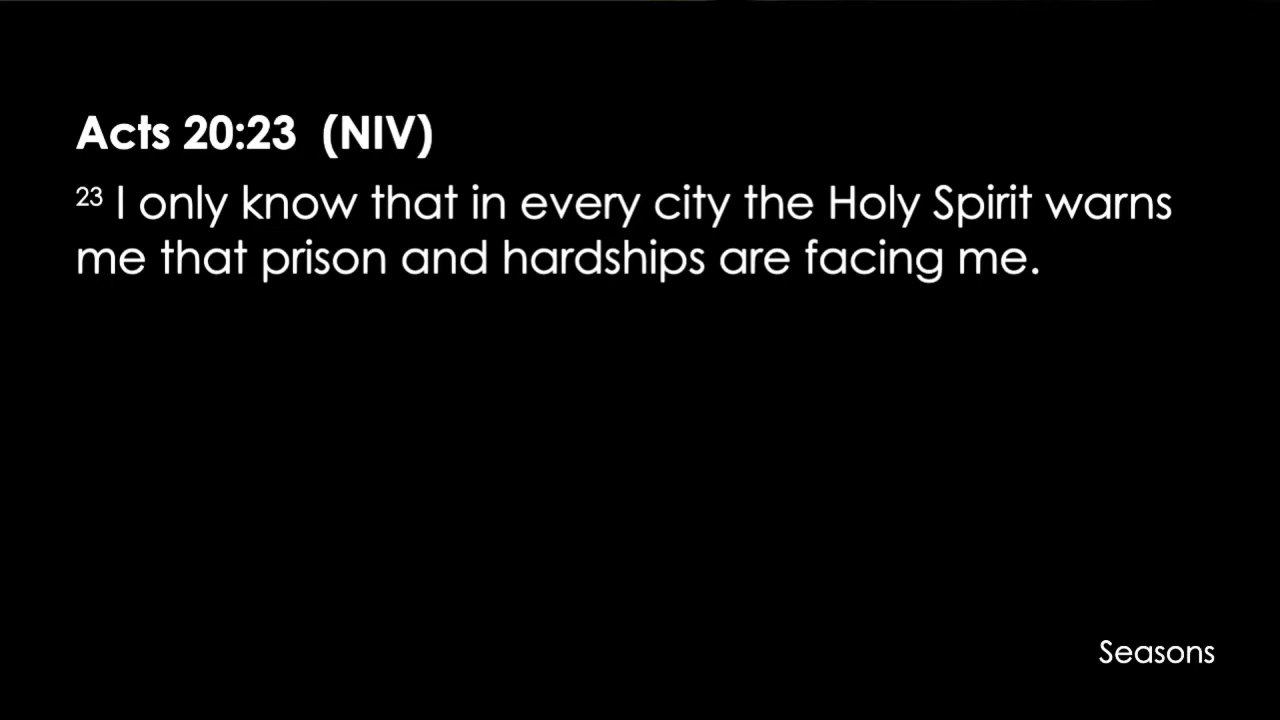 Acts 20:23  (NIV)
23 I only know that in every city the Holy Spirit warns
me that prison and hardships are facing me.
Seasons